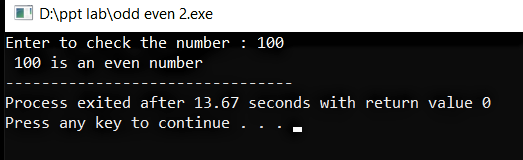 D:\ppt lab\odd even 2.exe
Enter to check the number : 100
 100 is an even number
--------------------------------
Process exited after 13.67 seconds with return value 0
Press any key to continue . . .